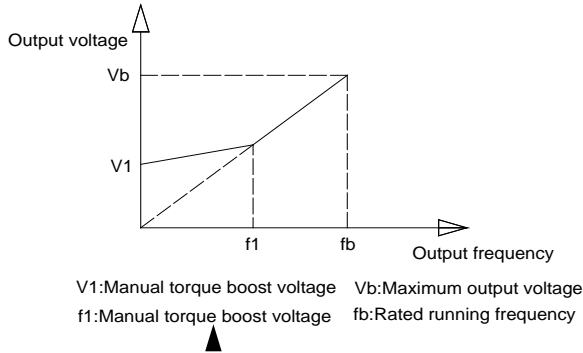 Output voltage
Vb
V1
f1 fb
Output frequency
V1:Manual torque boost voltage Vb:Maximum output voltage
f1:Manual torque boost voltage fb:Rated running frequency